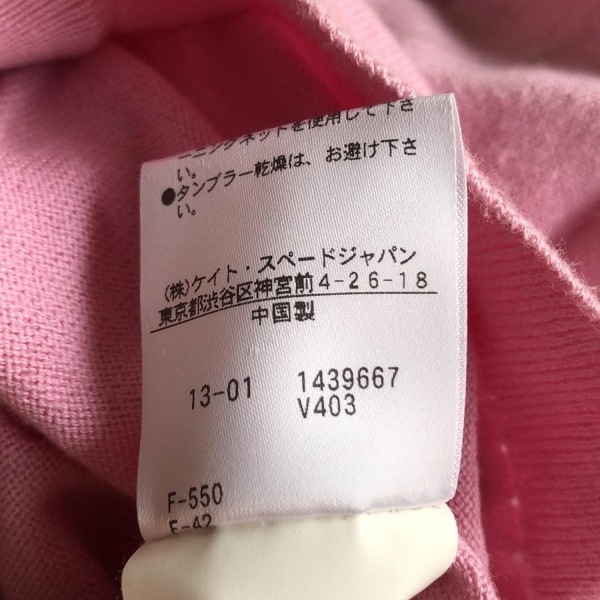 ニングネットを使用して下さ
い。
●タンブラー乾燥は、お避け下さ
い。
(株)ケイト・スペードジャパン
東京都渋谷区神宮前4-26-18
中国製
13-01 1439667
V403
F-550